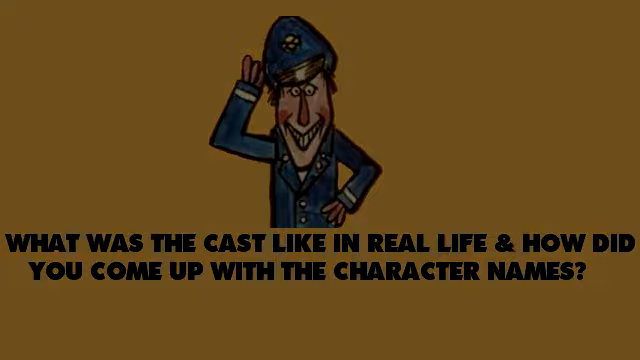 WHAT WAS THE CAST LIKE IN REAL LIFE & HOW DID
YOU COME UP WITH THE CHARACTER NAMES?